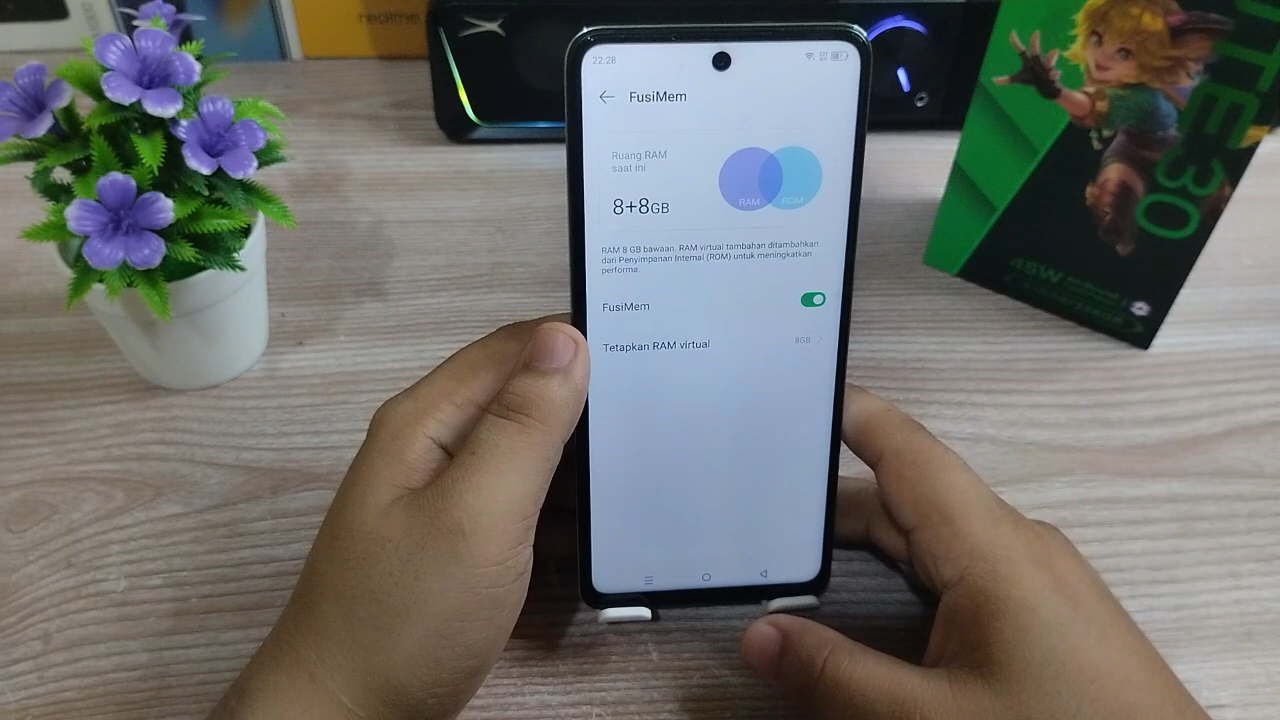 realme
22.28
FusiMem
Ruang RAM
saat ini
8+8GB
RAM
ROM
RAM 8 GB bawaan. RAM virtual tambahan ditambahkan
dari Penyimpanan Internal (ROM) untuk meningkatkan
performa.
FusiMem
Tetapkan RAM virtual
8GB
TE30
45W